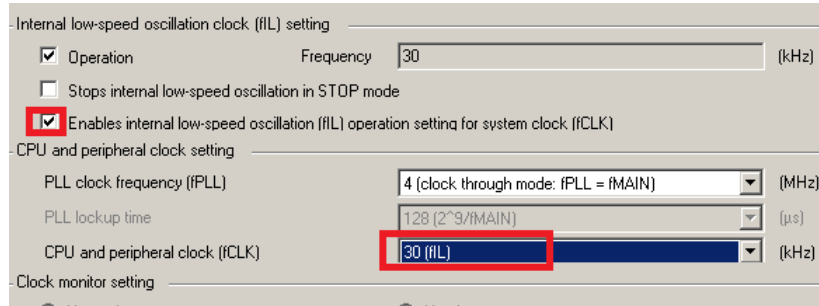 Internal low-speed oscillation clock (fIL) setting
Operation Frequency 30 (kHz)
Stops internal low-speed oscillation in STOP mode
Enables internal low-speed oscillation (fIL) operation setting for system clock (fCLK)
CPU and peripheral clock setting
PLL clock frequency (fPLL) 4 (clock through mode: fPLL = fMAIN) (MHz)
PLL lockup time 128 (2^9/fMAIN) (µs)
CPU and peripheral clock (fCLK) 30 (fIL) (kHz)
Clock monitor setting